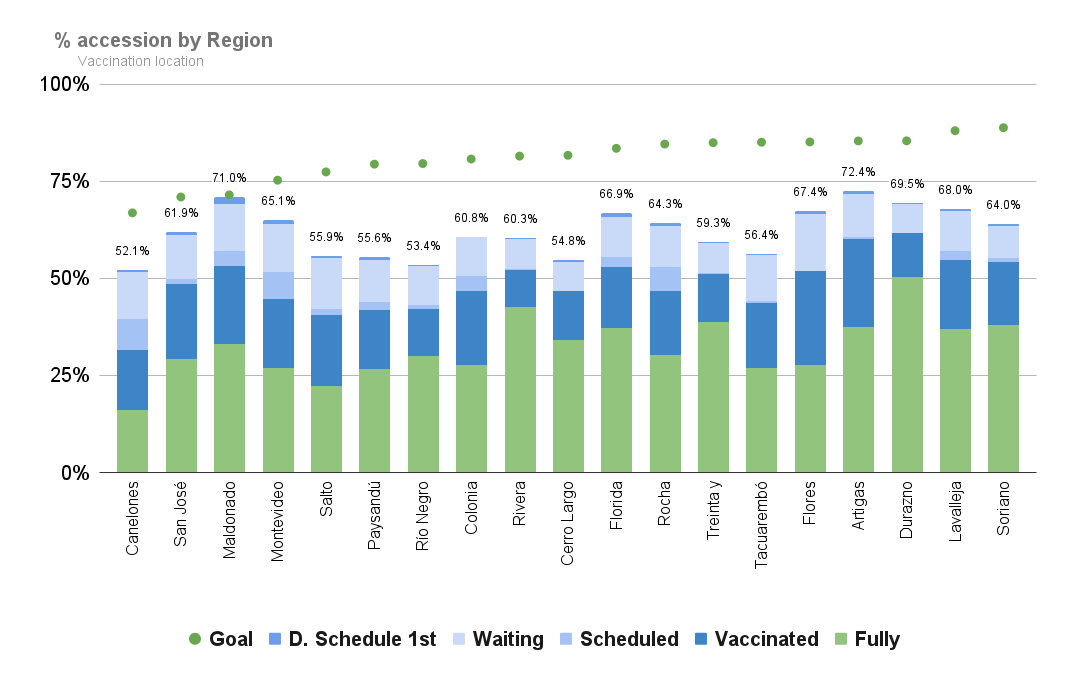 % accession by Region
Vaccination location
100%
75%
50%
25%
0%
52.1%
61.9%
71.0%
65.1%
55.9%
55.6%
53.4%
60.8%
60.3%
54.8%
66.9%
64.3%
59.3%
56.4%
67.4%
72.4%
69.5%
68.0%
64.0%
Canelones
San José
Maldonado
Montevideo
Salto
Paysandú
Río Negro
Colonia
Rivera
Cerro Largo
Florida
Rocha
Treinta y
Tacuarembó
Flores
Artigas
Durazno
Lavalleja
Soriano
Goal D. Schedule 1st Waiting Scheduled Vaccinated Fully